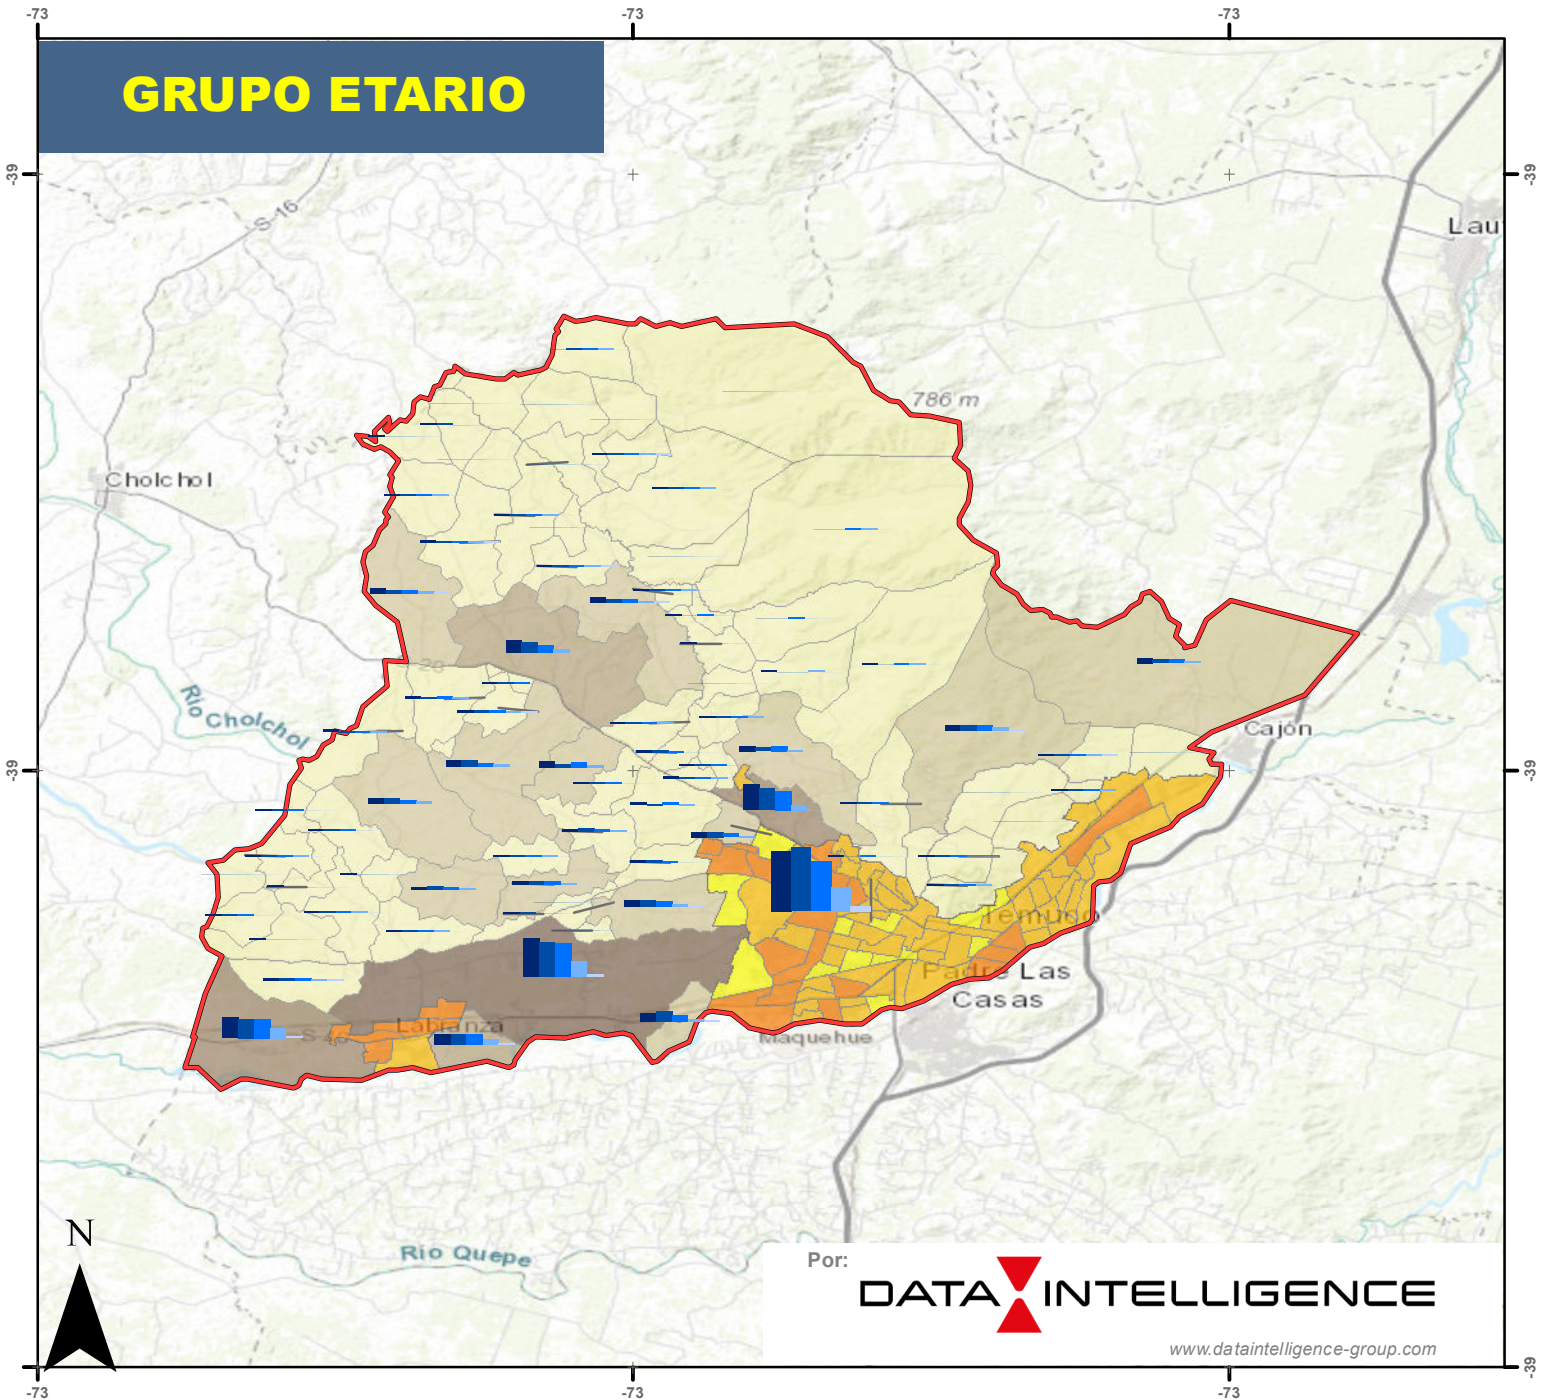 -73
-73
-73
GRUPO ETARIO
-39
-39
S-16
Lau
786 m
Cholchol
Río Cholchol
Cajón
-39
-39
Temuco
Padre Las
Casas
Labranza
Maquehue
N
Río Quepe
Por:
DATA INTELLIGENCE
www.dataintelligence-group.com
-39
-73
-73
-73